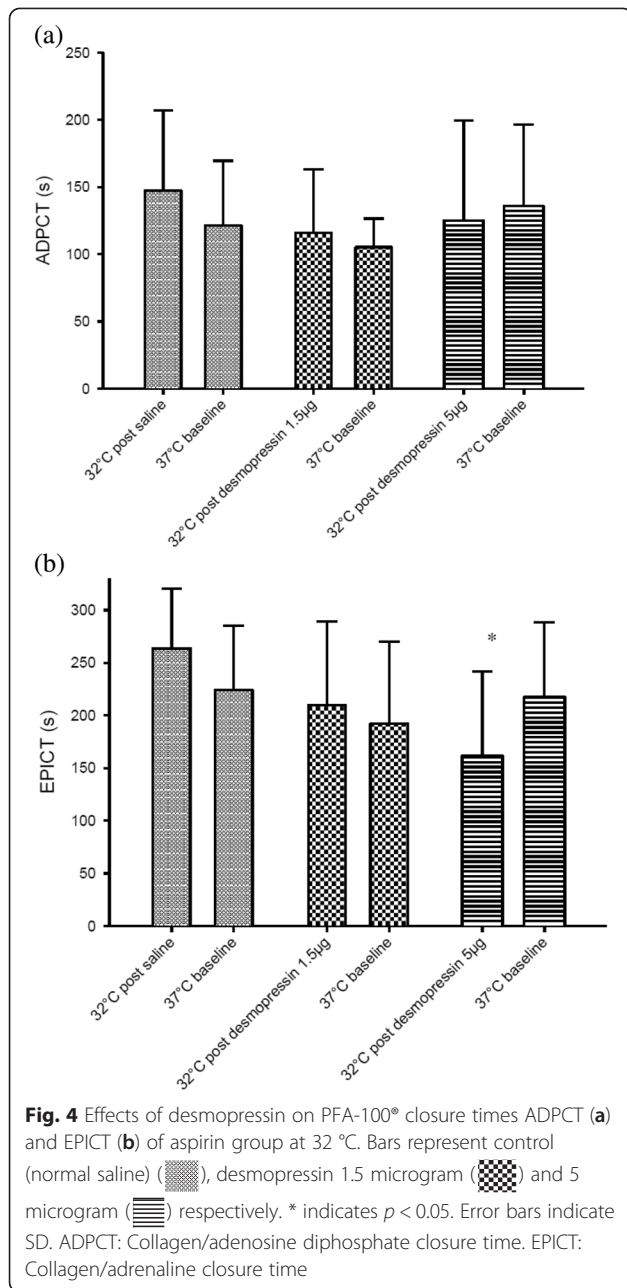 (a)
250
200
150
100
50
0
ADPCT (s)
32°C post saline
37°C baseline
32°C post desmopressin 1.5µg
37°C baseline
32°C post desmopressin 5µg
37°C baseline
(b)
300
250
200
150
100
50
0
EPICT (s)
*
32°C post saline
37°C baseline
32°C post desmopressin 1.5µg
37°C baseline
32°C post desmopressin 5µg
37°C baseline
Fig. 4 Effects of desmopressin on PFA-100® closure times ADPCT (a)
and EPICT (b) of aspirin group at 32 °C. Bars represent control
(normal saline) ( ), desmopressin 1.5 microgram ( ) and 5
microgram ( ) respectively. * indicates p < 0.05. Error bars indicate
SD. ADPCT: Collagen/adenosine diphosphate closure time. EPICT:
Collagen/adrenaline closure time